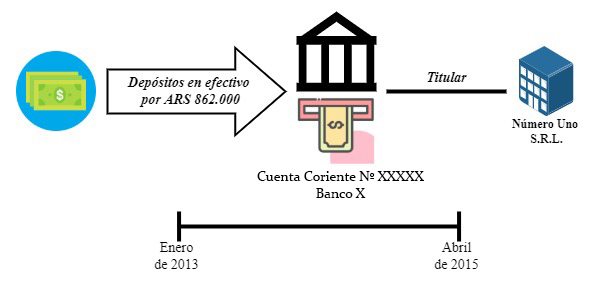 Depósitos en efectivo
por ARS 862.000
Titular
Número Uno
S.R.L.
Cuenta Coriente Nº XXXXX
Banco X
Enero
de 2013
Abril
de 2015